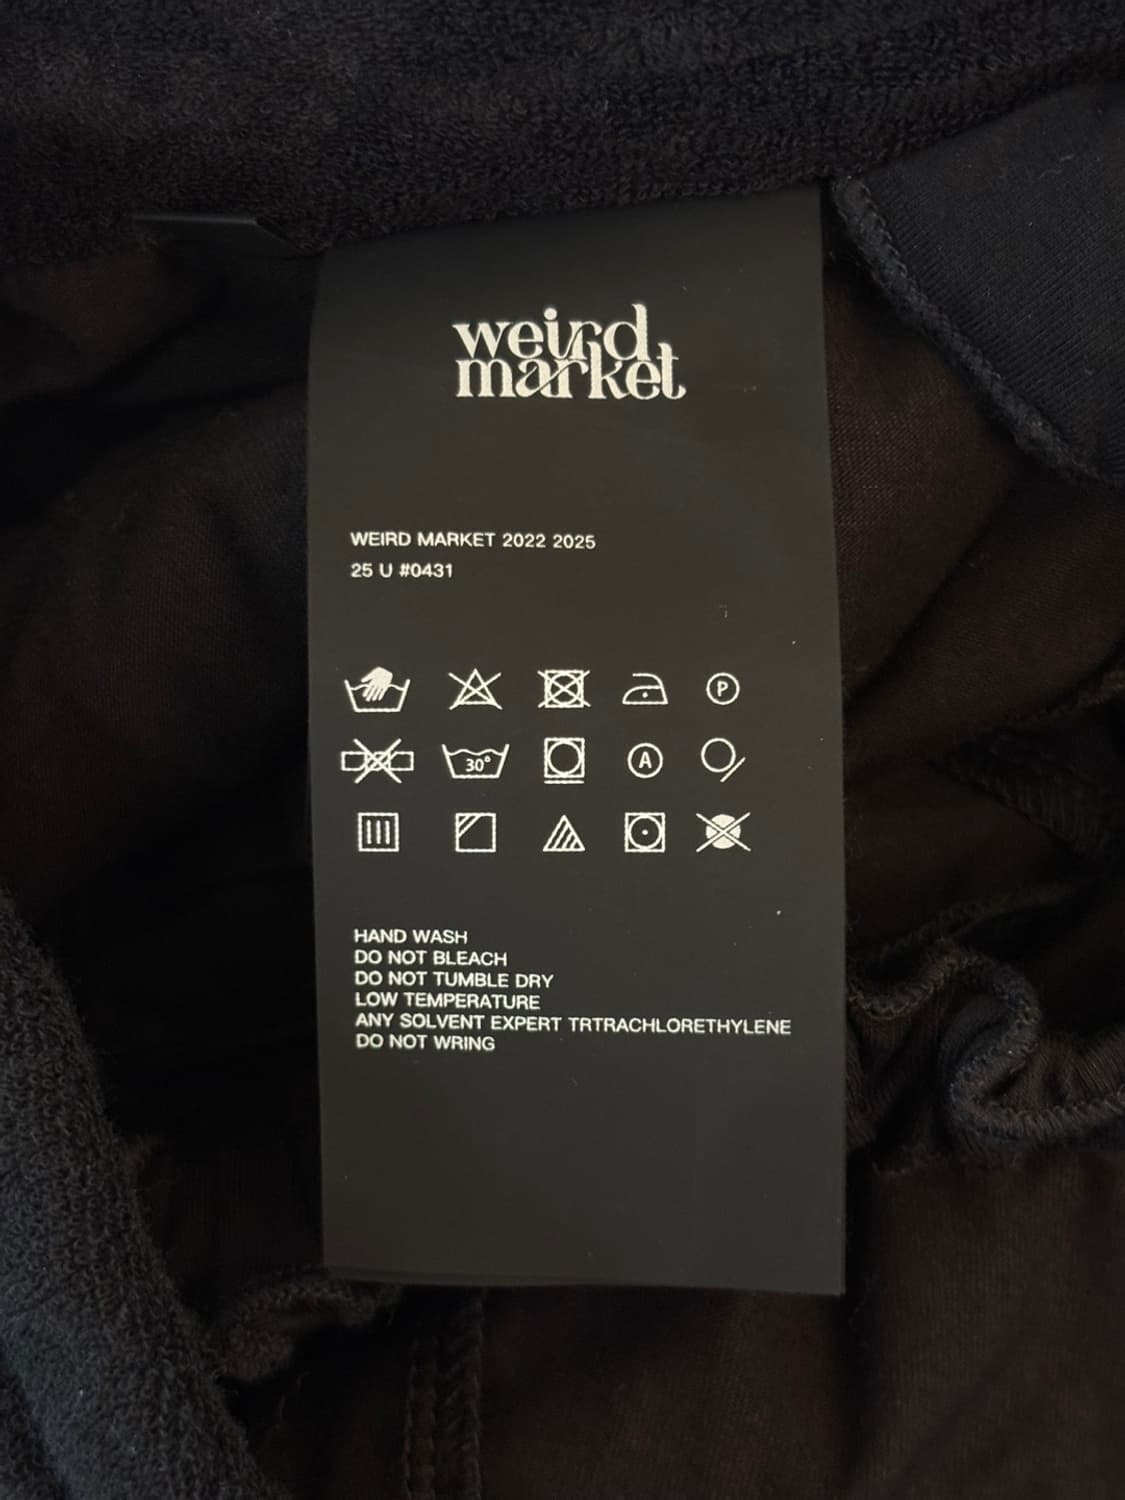 weird
market
WEIRD MARKET 2022 2025
25 U #0431
P
30°
A
HAND WASH
DO NOT BLEACH
DO NOT TUMBLE DRY
LOW TEMPERATURE
ANY SOLVENT EXPERT TRTRACHLORETHYLENE
DO NOT WRING